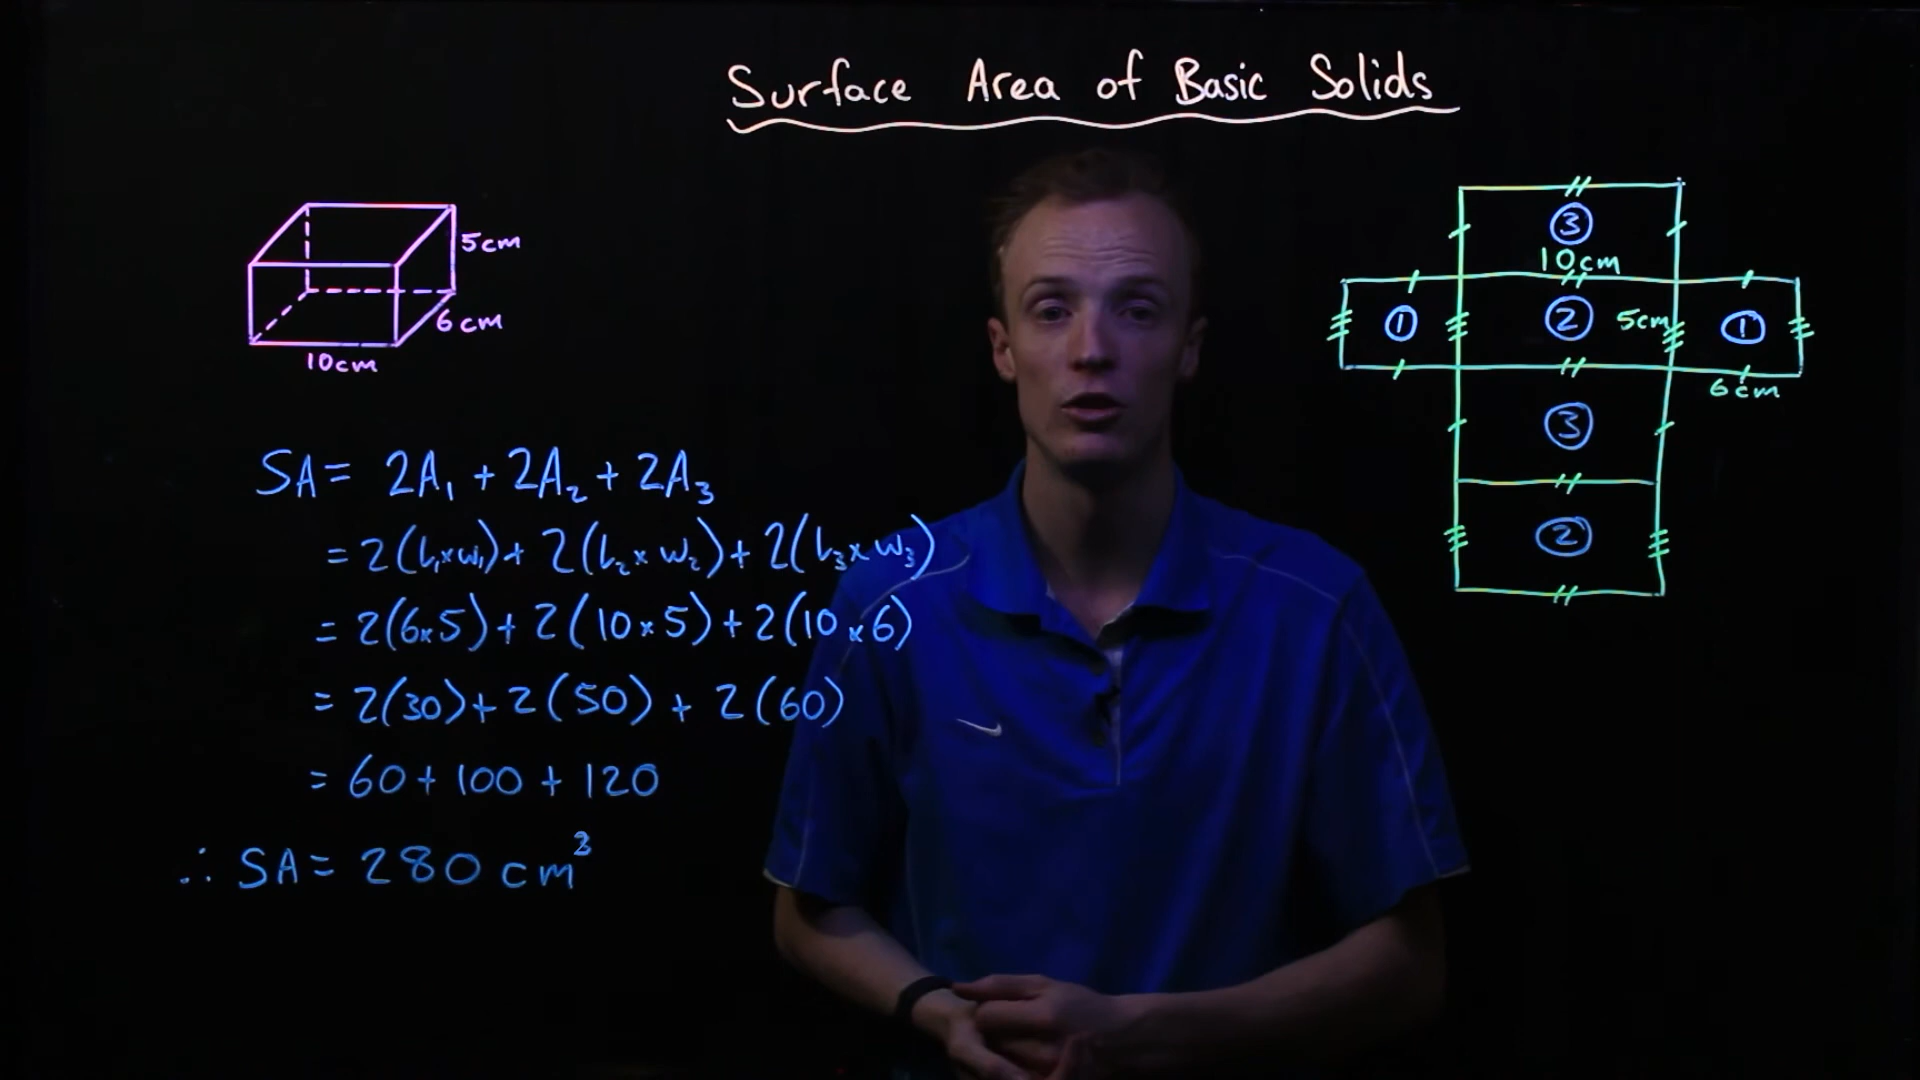 Surface Area of Basic Solids
5cm
6cm
10cm
③
10cm
①
②
5cm
①
6cm
③
②
SA = 2A₁ + 2A₂ + 2A₃
= 2(L₁×W₁) + 2(L₂×W₂) + 2(L₃×W₃)
= 2(6×5) + 2(10×5) + 2(10×6)
= 2(30) + 2(50) + 2(60)
= 60 + 100 + 120
∴ SA = 280 cm²